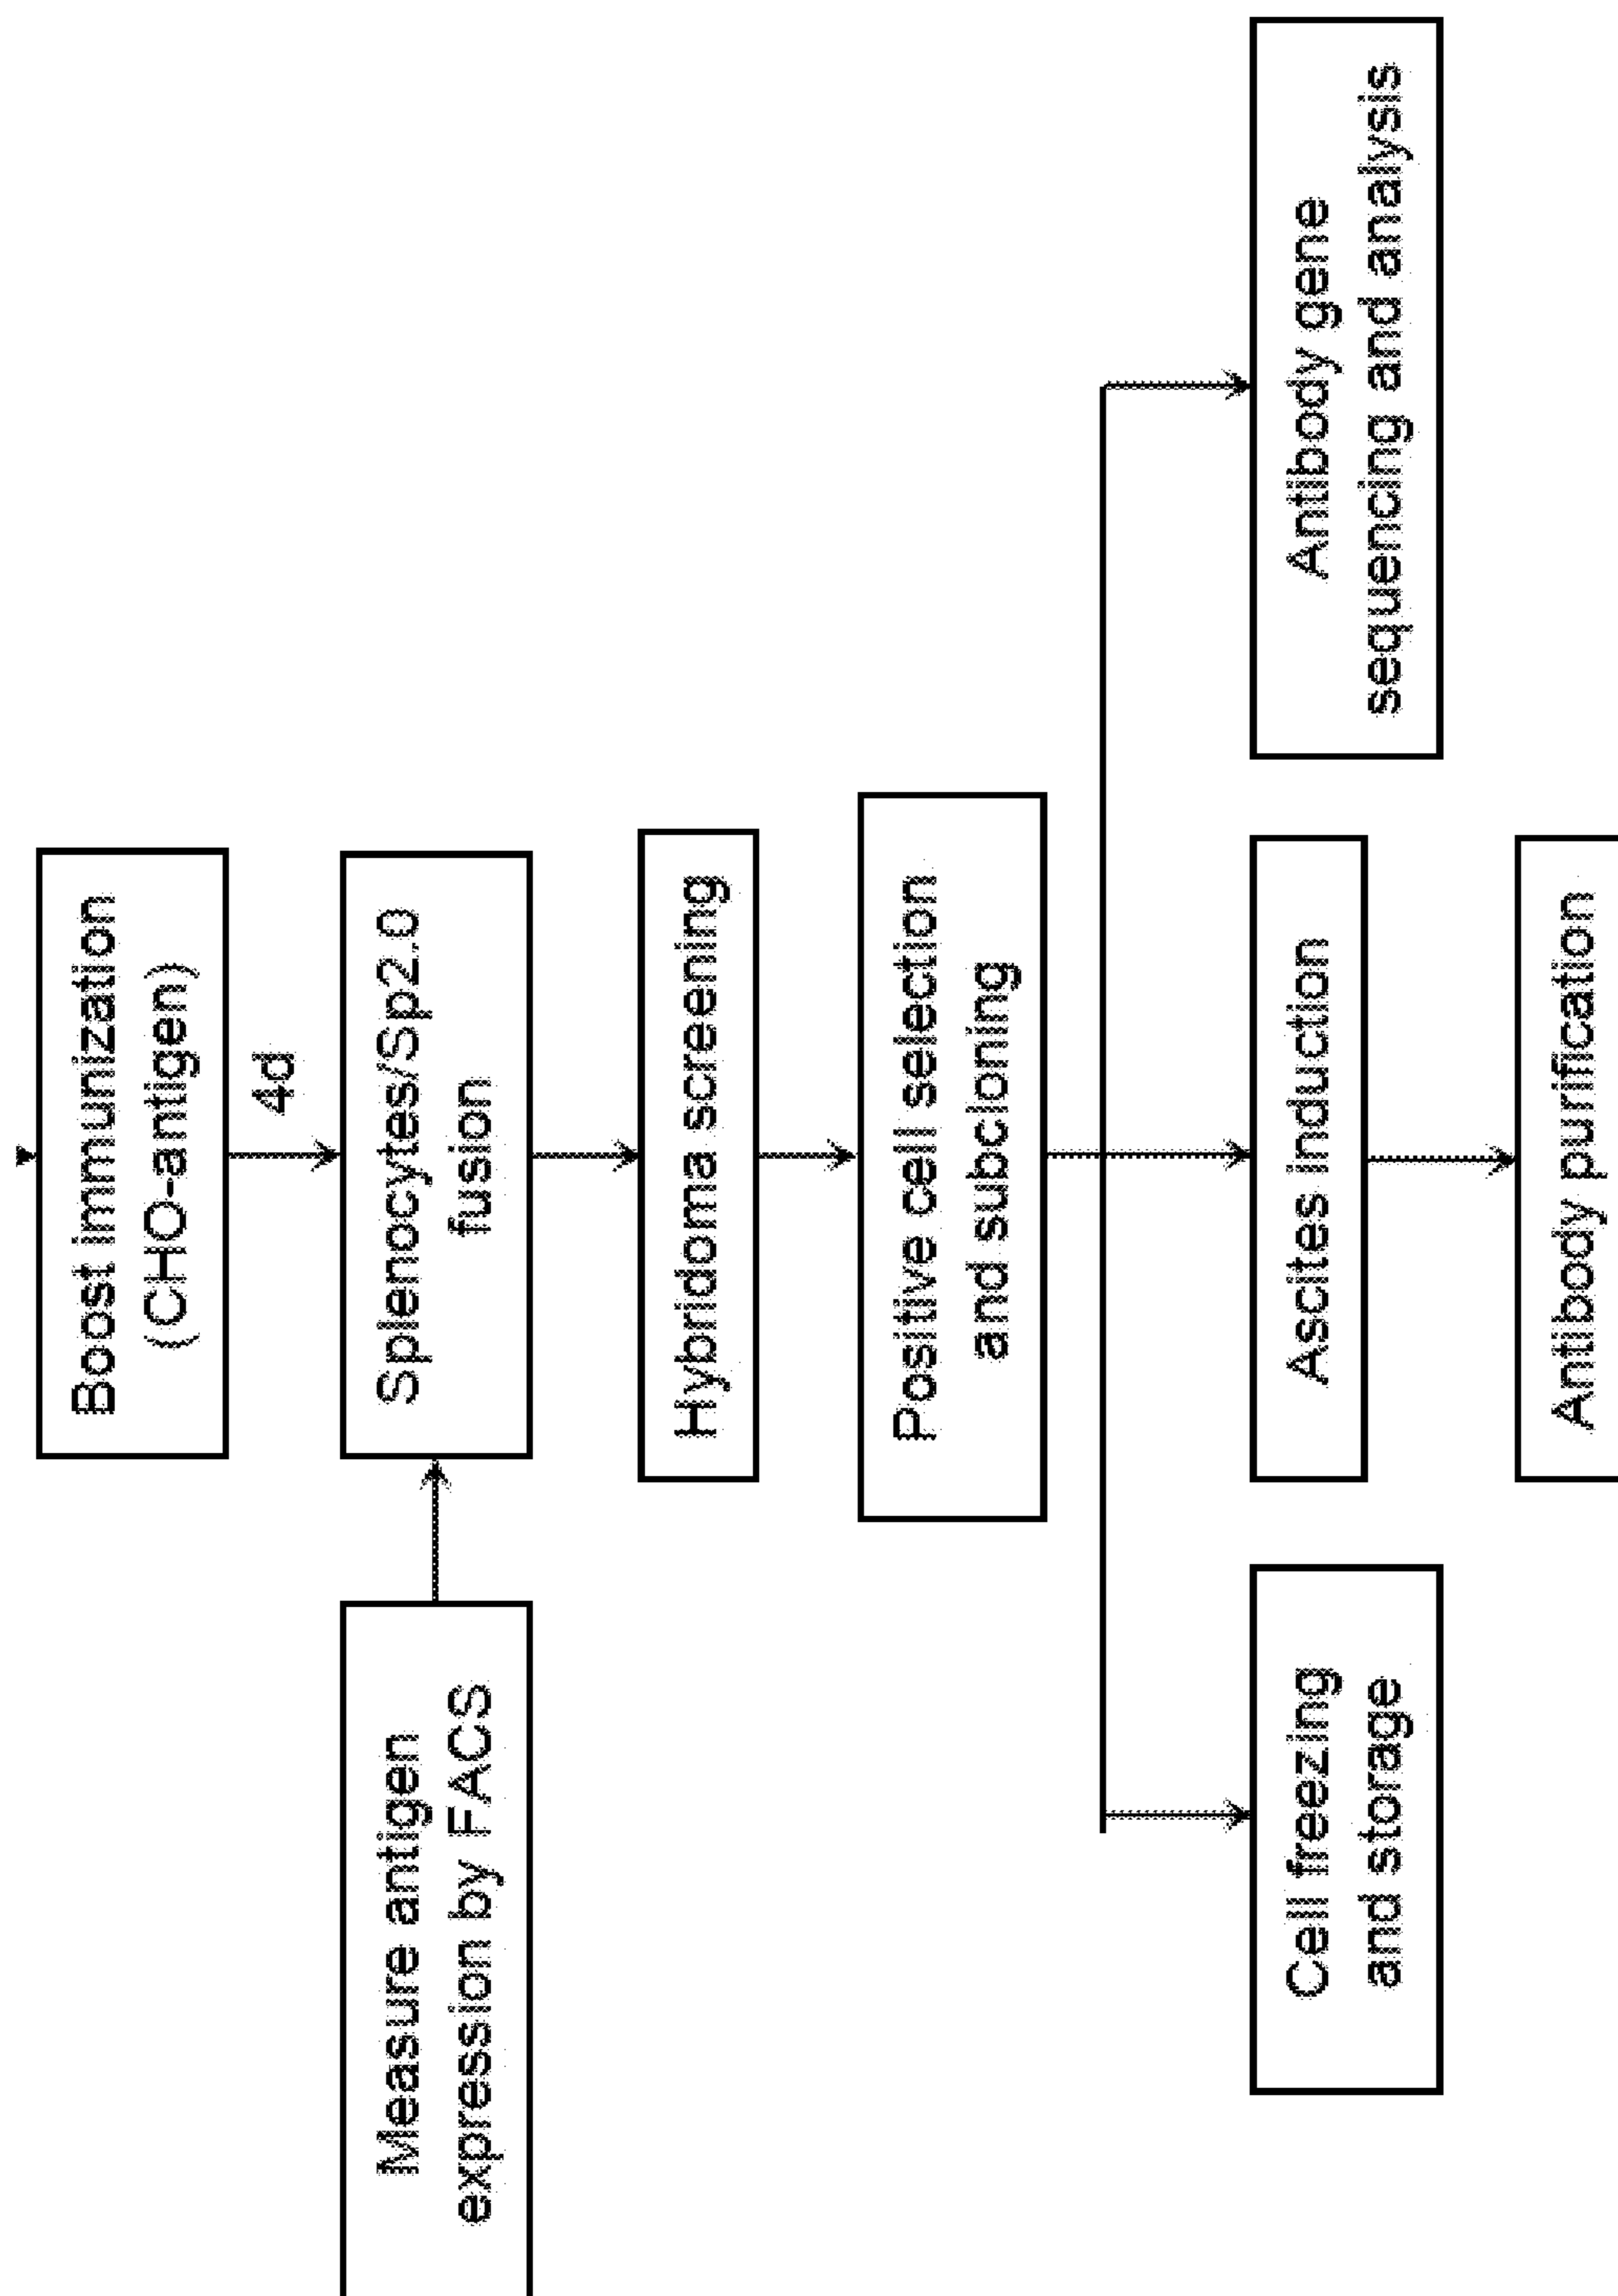 Boost immunization
(CHO-antigen)
4d
Measure antigen
expression by FACS
Splenocytes/Sp2.0
fusion
Hybridoma screening
Positive cell selection
and subcloning
Cell freezing
and storage
Ascites induction
Antibody gene
sequencing and analysis
Antibody purification